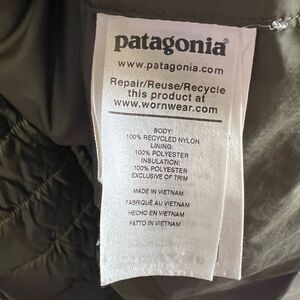 patagonia®
www.patagonia.com
Repair/Reuse/Recycle
this product at
www.wornwear.com
BODY:
100% RECYCLED NYLON
LINING:
100% POLYESTER
INSULATION:
100% POLYESTER
EXCLUSIVE OF TRIM
MADE IN VIETNAM
FABRIQUÉ AU VIETNAM
HECHO EN VIETNAM
FATTO IN VIETNAM